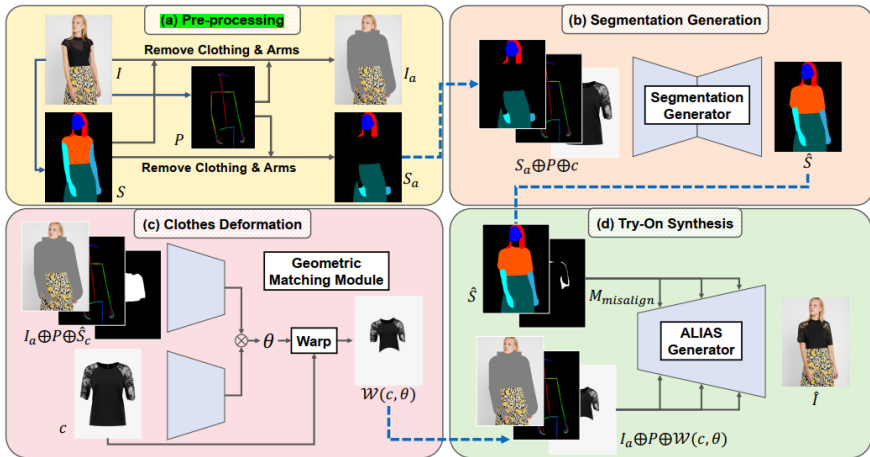 (a) Pre-processing
Remove Clothing & Arms
I
I_a
P
Remove Clothing & Arms
S
S_a
(b) Segmentation Generation
Segmentation
Generator
S_a⊕P⊕c
Ŝ
(c) Clothes Deformation
Geometric
Matching Module
I_a⊕P⊕Ŝ_c
θ
Warp
c
𝒲(c, θ)
(d) Try-On Synthesis
Ŝ
M_misalign
ALIAS
Generator
Î
I_a⊕P⊕𝒲(c, θ)